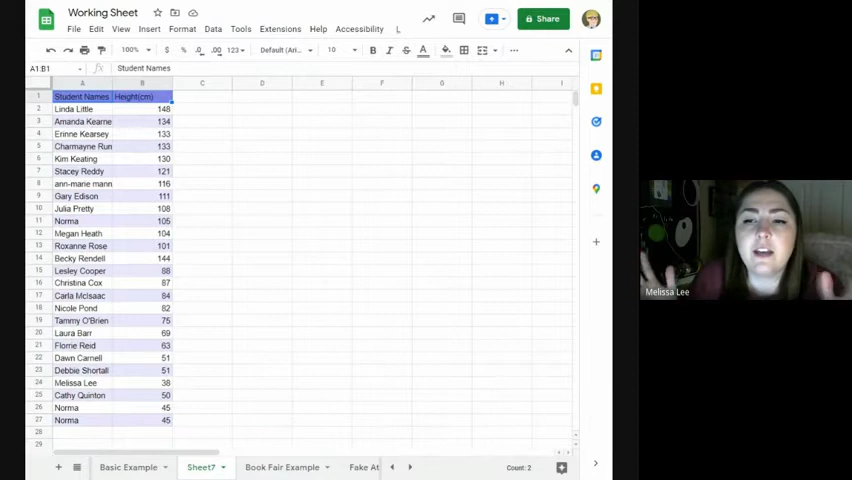 Working Sheet
Share
File Edit View Insert Format Data Tools Extensions Help Accessibility
100% $ % .0 .00 123 Default (Ari... 10
A1:B1 fx Student Names
A B C D E F G H I
1 Student Names Height(cm)
2 Linda Little 148
3 Amanda Kearne 134
4 Erinne Kearsey 133
5 Charmayne Run 133
6 Kim Keating 130
7 Stacey Reddy 121
8 ann-marie mann 116
9 Gary Edison 111
10 Julia Pretty 108
11 Norma 105
12 Megan Heath 104
13 Roxanne Rose 101
14 Becky Rendell 144
15 Lesley Cooper 88
16 Christina Cox 87
17 Carla McIsaac 84
18 Nicole Pond 82
19 Tammy O'Brien 75
20 Laura Barr 69
21 Florrie Reid 63
22 Dawn Carnell 51
23 Debbie Shortall 51
24 Melissa Lee 38
25 Cathy Quinton 50
26 Norma 45
27 Norma 45
28
29
Basic Example Sheet7 Book Fair Example Fake At Count: 2
Melissa Lee